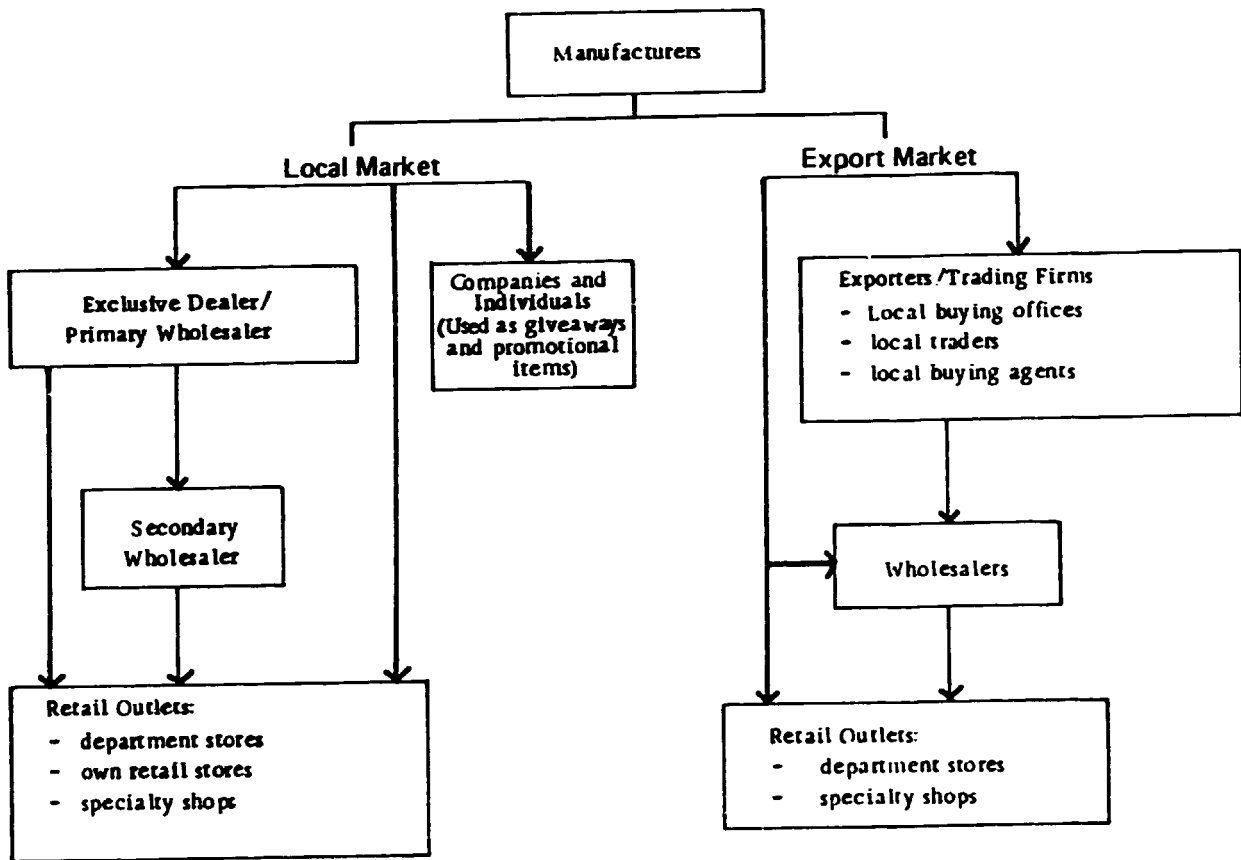 Manufacturers
Local Market
Export Market
Exclusive Dealer/
Primary Wholesaler
Companies and
Individuals
(Used as giveaways
and promotional
items)
Exporters/Trading Firms
- Local buying offices
- local traders
- local buying agents
Secondary
Wholesaler
Wholesalers
Retail Outlets:
- department stores
- own retail stores
- specialty shops
Retail Outlets:
- department stores
- specialty shops